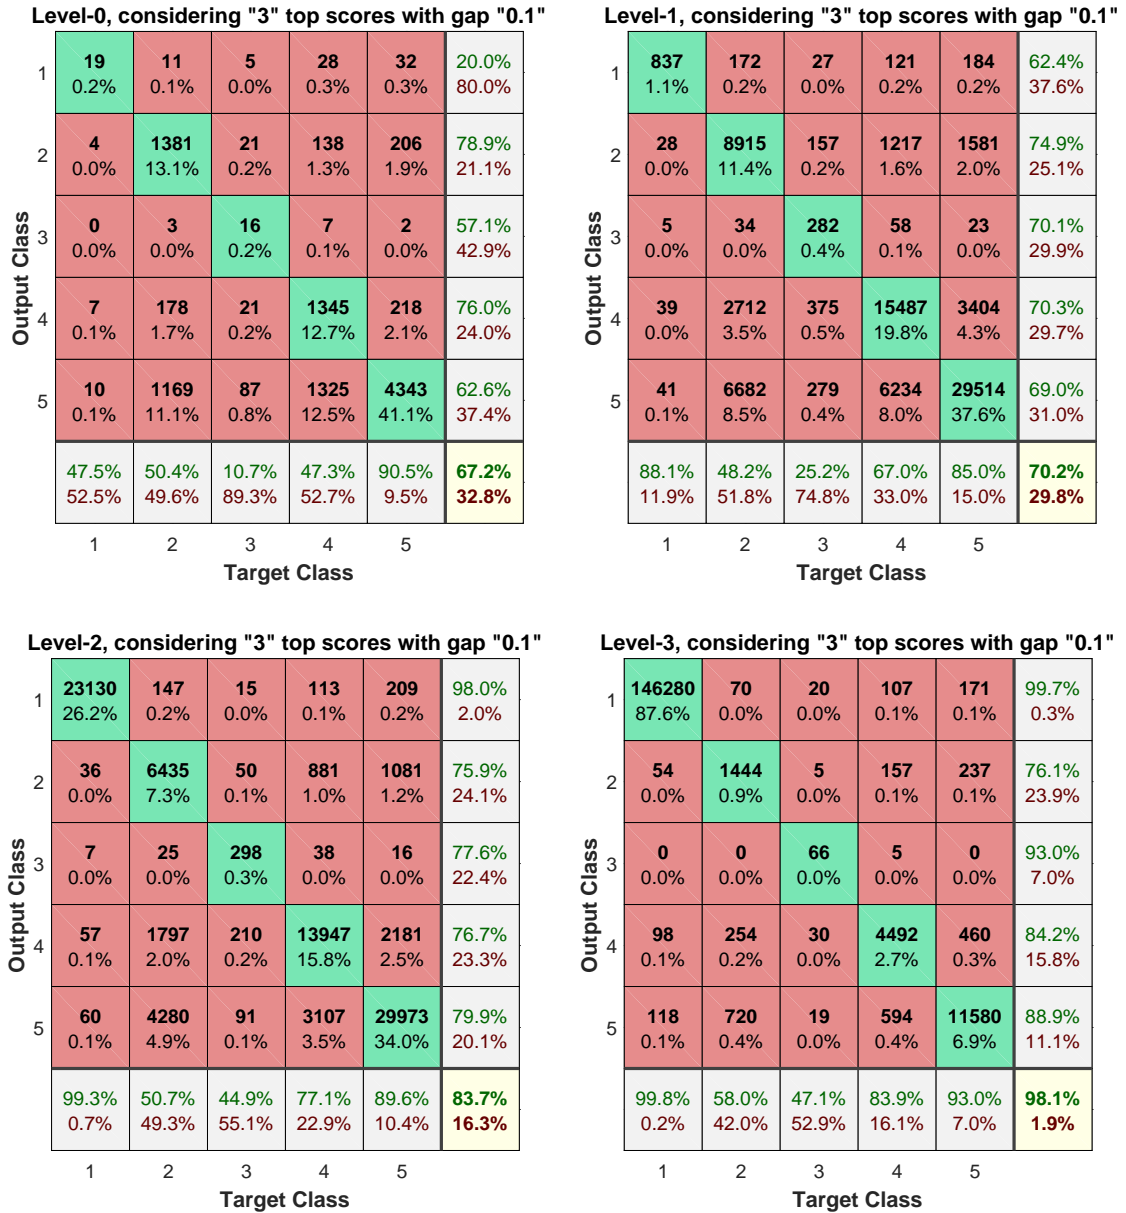 Level-0, considering "3" top scores with gap "0.1"
1 19 11 5 28 32 20.0%
0.2% 0.1% 0.0% 0.3% 0.3% 80.0%
2 4 1381 21 138 206 78.9%
0.0% 13.1% 0.2% 1.3% 1.9% 21.1%
3 0 3 16 7 2 57.1%
0.0% 0.0% 0.2% 0.1% 0.0% 42.9%
4 7 178 21 1345 218 76.0%
0.1% 1.7% 0.2% 12.7% 2.1% 24.0%
5 10 1169 87 1325 4343 62.6%
0.1% 11.1% 0.8% 12.5% 41.1% 37.4%
47.5% 50.4% 10.7% 47.3% 90.5% 67.2%
52.5% 49.6% 89.3% 52.7% 9.5% 32.8%
1 2 3 4 5
Target Class
Output Class
Level-1, considering "3" top scores with gap "0.1"
1 837 172 27 121 184 62.4%
1.1% 0.2% 0.0% 0.2% 0.2% 37.6%
2 28 8915 157 1217 1581 74.9%
0.0% 11.4% 0.2% 1.6% 2.0% 25.1%
3 5 34 282 58 23 70.1%
0.0% 0.0% 0.4% 0.1% 0.0% 29.9%
4 39 2712 375 15487 3404 70.3%
0.0% 3.5% 0.5% 19.8% 4.3% 29.7%
5 41 6682 279 6234 29514 69.0%
0.1% 8.5% 0.4% 8.0% 37.6% 31.0%
88.1% 48.2% 25.2% 67.0% 85.0% 70.2%
11.9% 51.8% 74.8% 33.0% 15.0% 29.8%
1 2 3 4 5
Target Class
Output Class
Level-2, considering "3" top scores with gap "0.1"
1 23130 147 15 113 209 98.0%
26.2% 0.2% 0.0% 0.1% 0.2% 2.0%
2 36 6435 50 881 1081 75.9%
0.0% 7.3% 0.1% 1.0% 1.2% 24.1%
3 7 25 298 38 16 77.6%
0.0% 0.0% 0.3% 0.0% 0.0% 22.4%
4 57 1797 210 13947 2181 76.7%
0.1% 2.0% 0.2% 15.8% 2.5% 23.3%
5 60 4280 91 3107 29973 79.9%
0.1% 4.9% 0.1% 3.5% 34.0% 20.1%
99.3% 50.7% 44.9% 77.1% 89.6% 83.7%
0.7% 49.3% 55.1% 22.9% 10.4% 16.3%
1 2 3 4 5
Target Class
Output Class
Level-3, considering "3" top scores with gap "0.1"
1 146280 70 20 107 171 99.7%
87.6% 0.0% 0.0% 0.1% 0.1% 0.3%
2 54 1444 5 157 237 76.1%
0.0% 0.9% 0.0% 0.1% 0.1% 23.9%
3 0 0 66 5 0 93.0%
0.0% 0.0% 0.0% 0.0% 0.0% 7.0%
4 98 254 30 4492 460 84.2%
0.1% 0.2% 0.0% 2.7% 0.3% 15.8%
5 118 720 19 594 11580 88.9%
0.1% 0.4% 0.0% 0.4% 6.9% 11.1%
99.8% 58.0% 47.1% 83.9% 93.0% 98.1%
0.2% 42.0% 52.9% 16.1% 7.0% 1.9%
1 2 3 4 5
Target Class
Output Class